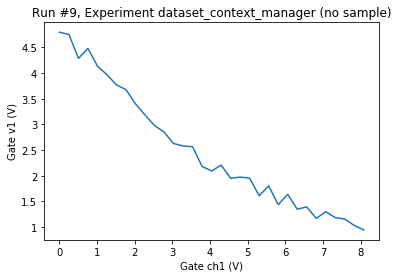 Run #9, Experiment dataset_context_manager (no sample)
4.5
4
3.5
3
2.5
2
1.5
1
Gate v1 (V)
0 1 2 3 4 5 6 7 8
Gate ch1 (V)